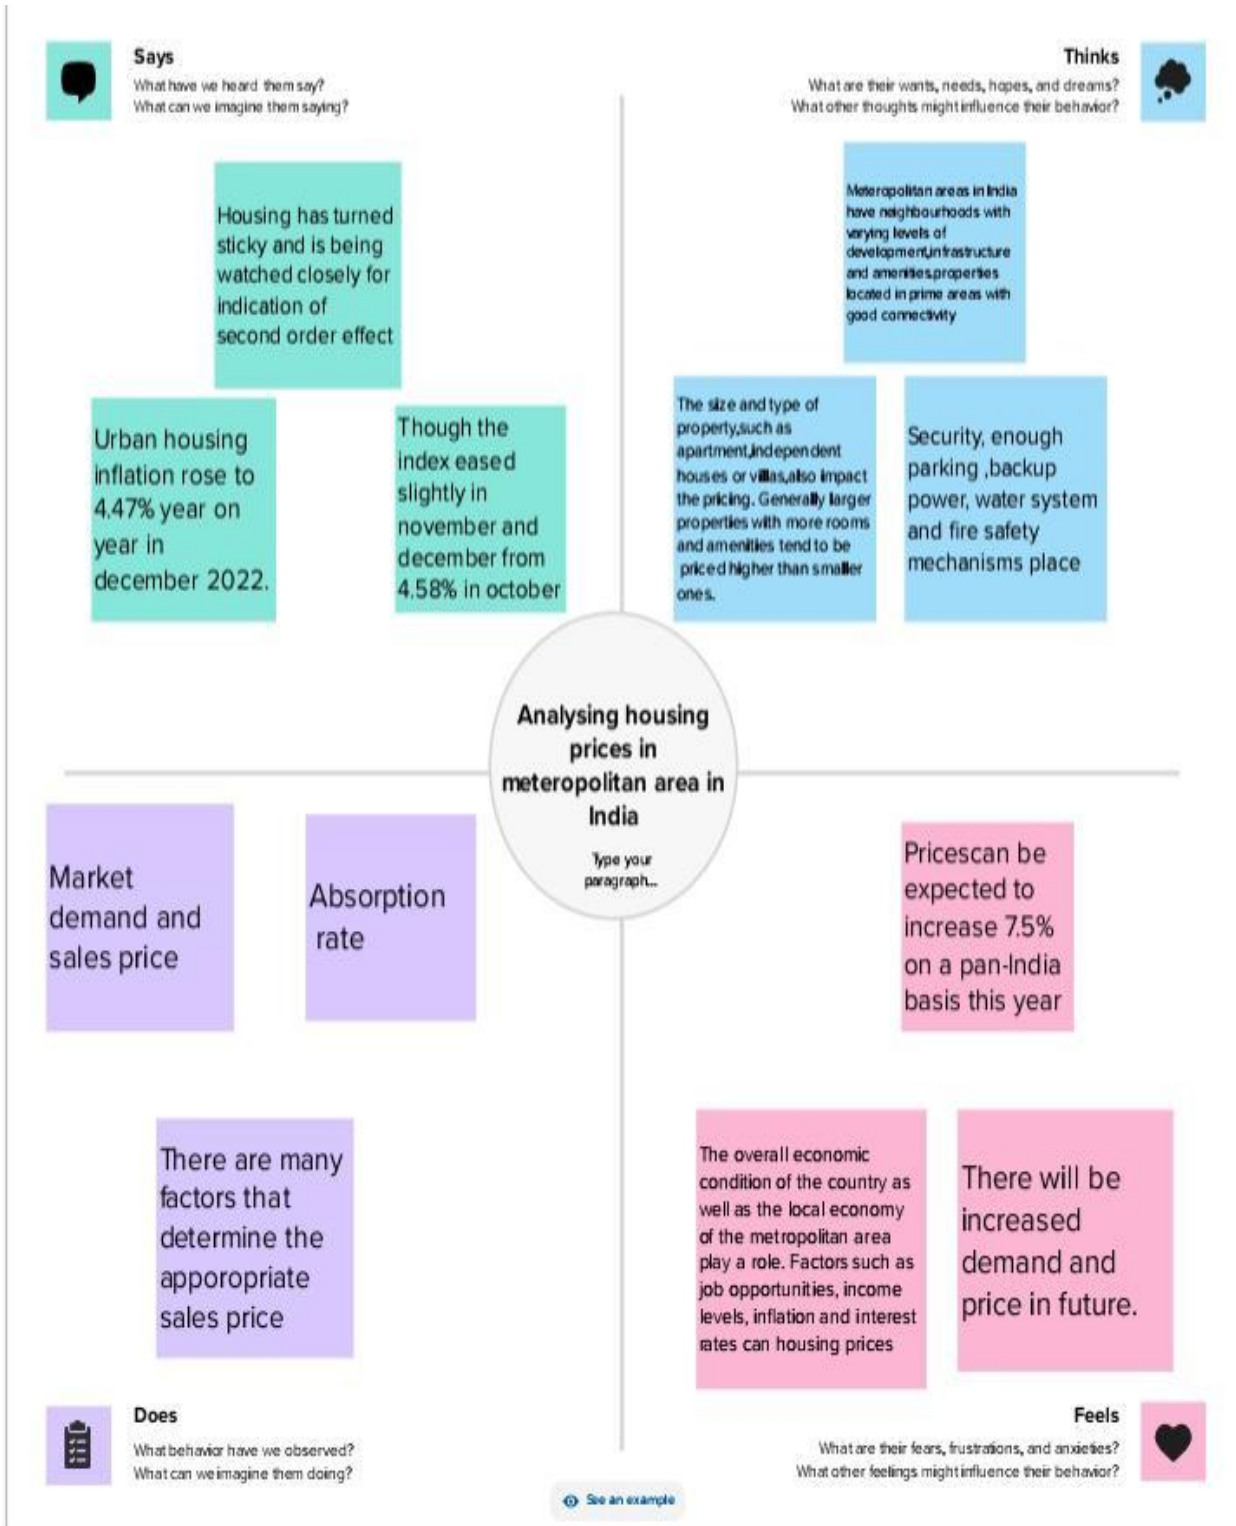 Says
What have we heard them say?
What can we imagine them saying?
Thinks
What are their wants, needs, hopes, and dreams?
What other thoughts might influence their behavior?
Housing has turned
sticky and is being
watched closely for
indication of
second order effect
Urban housing
inflation rose to
4.47% year on
year in
december 2022.
Though the
index eased
slightly in
november and
december from
4.58% in october
Meteropolitan areas in India
have neighbourhoods with
varying levels of
development,infrastructure
and amenities,properties
located in prime areas with
good connectivity
The size and type of
property,such as
apartment,independent
houses or villas,also impact
the pricing. Generally larger
properties with more rooms
and amenities tend to be
priced higher than smaller
ones.
Security, enough
parking ,backup
power, water system
and fire safety
mechanisms place
Analysing housing
prices in
meteropolitan area in
India
Type your
paragraph...
Market
demand and
sales price
Absorption
rate
There are many
factors that
determine the
apporopriate
sales price
Pricescan be
expected to
increase 7.5%
on a pan-India
basis this year
The overall economic
condition of the country as
well as the local economy
of the metropolitan area
play a role. Factors such as
job opportunities, income
levels, inflation and interest
rates can housing prices
There will be
increased
demand and
price in future.
Does
What behavior have we observed?
What can we imagine them doing?
Feels
What are their fears, frustrations, and anxieties?
What other feelings might influence their behavior?
See an example